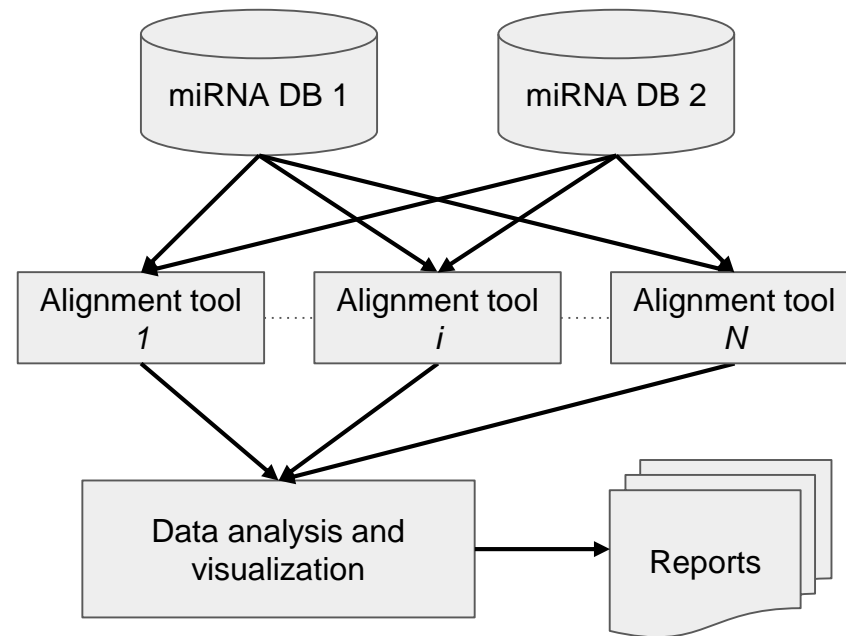 miRNA DB 1
miRNA DB 2
Alignment tool
1
Alignment tool
i
Alignment tool
N
Data analysis and
visualization
Reports